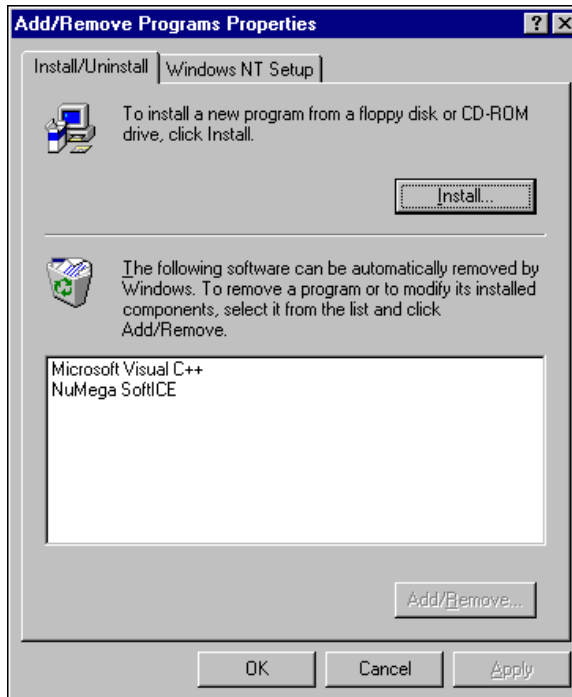 Add/Remove Programs Properties
Install/Uninstall
Windows NT Setup
To install a new program from a floppy disk or CD-ROM
drive, click Install.
Install...
The following software can be automatically removed by
Windows. To remove a program or to modify its installed
components, select it from the list and click
Add/Remove.
Microsoft Visual C++
NuMega SoftICE
Add/Remove...
OK
Cancel
Apply